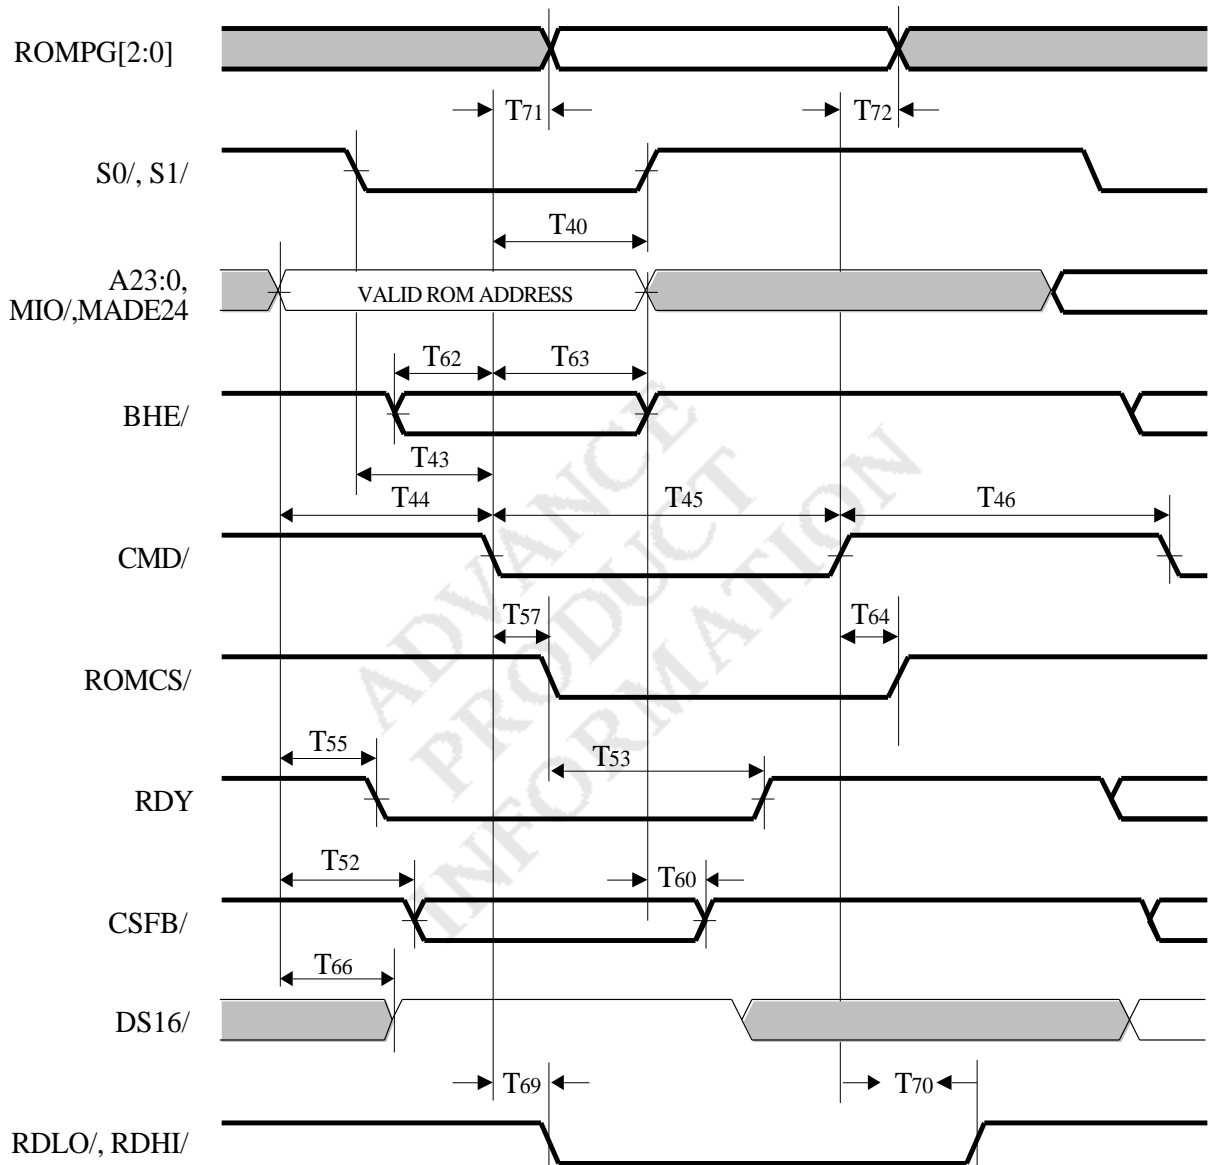 ROMPG[2:0]
T71
T72
S0/, S1/
T40
A23:0,
MIO/,MADE24
VALID ROM ADDRESS
T62
T63
BHE/
T43
T44
T45
T46
CMD/
T57
T64
ROMCS/
T55
T53
RDY
T52
T60
CSFB/
T66
DS16/
T69
T70
RDLO/, RDHI/
ADVANCE
PRODUCT
INFORMATION